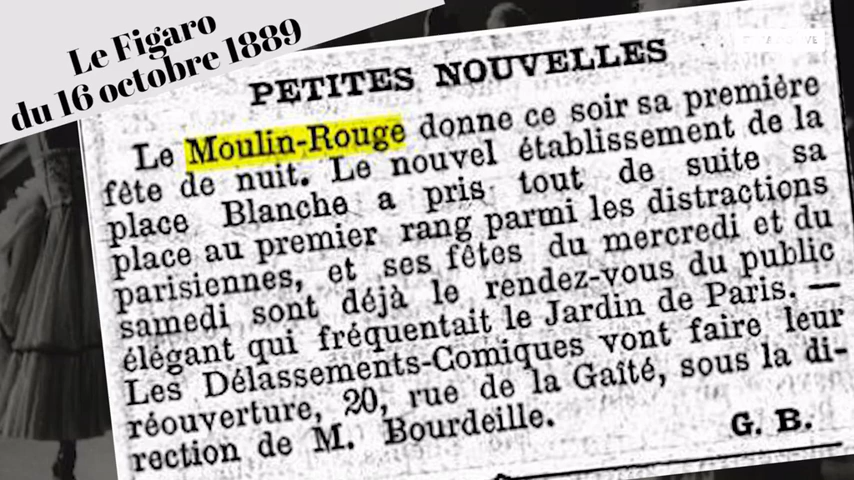 Le Figaro
du 16 octobre 1889
PETITES NOUVELLES
Le Moulin-Rouge donne ce soir sa première
fête de nuit. Le nouvel établissement de la
place Blanche a pris tout de suite sa
place au premier rang parmi les distractions
parisiennes, et ses fêtes du mercredi et du
samedi sont déjà le rendez-vous du public
élégant qui fréquentait le Jardin de Paris. —
Les Délassements-Comiques vont faire leur
réouverture, 20, rue de la Gaîté, sous la di-
rection de M. Bourdeille.
G. B.